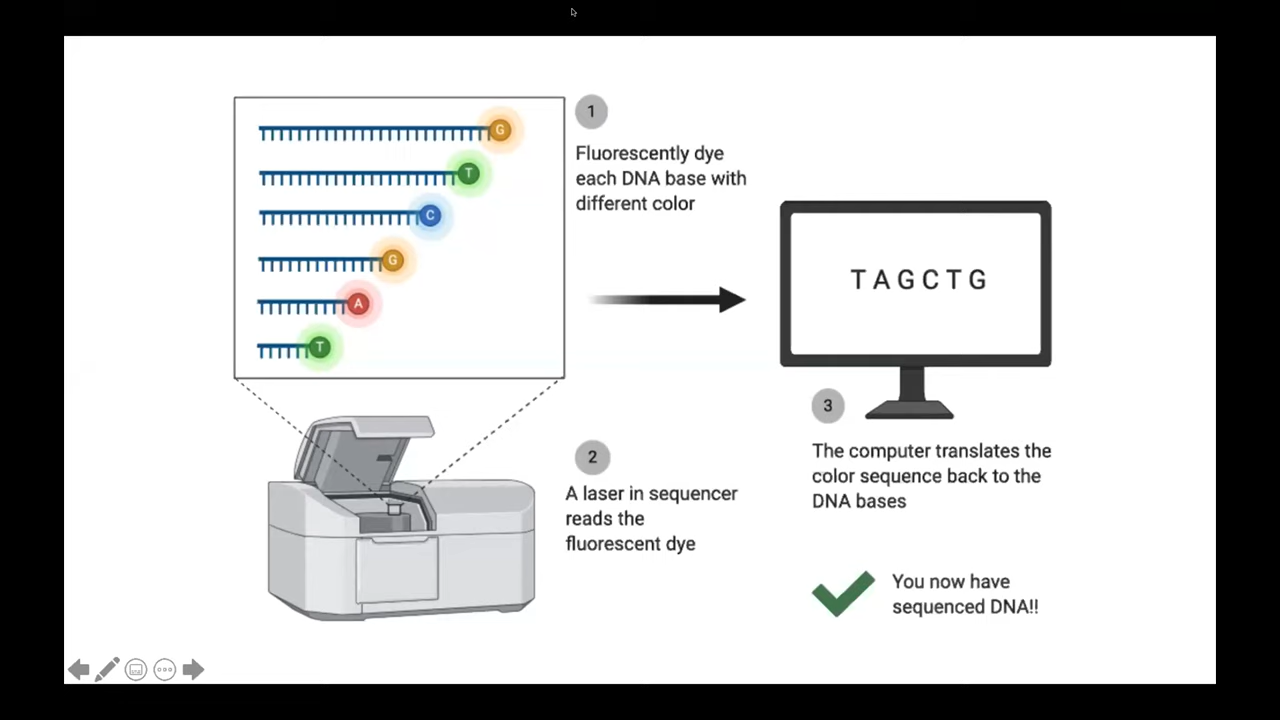 G
T
C
G
A
T
1
Fluorescently dye
each DNA base with
different color
2
A laser in sequencer
reads the
fluorescent dye
TAGCTG
3
The computer translates the
color sequence back to the
DNA bases
You now have
sequenced DNA!!